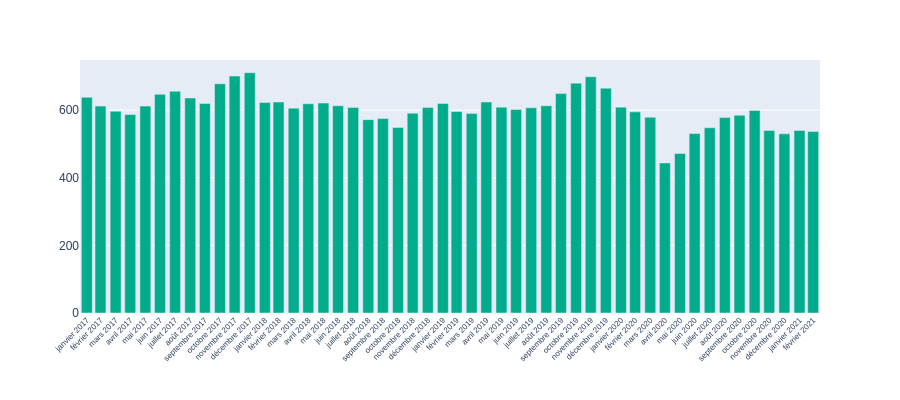 600
400
200
0
janvier 2017
février 2017
mars 2017
avril 2017
mai 2017
juin 2017
juillet 2017
août 2017
septembre 2017
octobre 2017
novembre 2017
décembre 2017
janvier 2018
février 2018
mars 2018
avril 2018
mai 2018
juin 2018
juillet 2018
août 2018
septembre 2018
octobre 2018
novembre 2018
décembre 2018
janvier 2019
février 2019
mars 2019
avril 2019
mai 2019
juin 2019
juillet 2019
août 2019
septembre 2019
octobre 2019
novembre 2019
décembre 2019
janvier 2020
février 2020
mars 2020
avril 2020
mai 2020
juin 2020
juillet 2020
août 2020
septembre 2020
octobre 2020
novembre 2020
décembre 2020
janvier 2021
février 2021